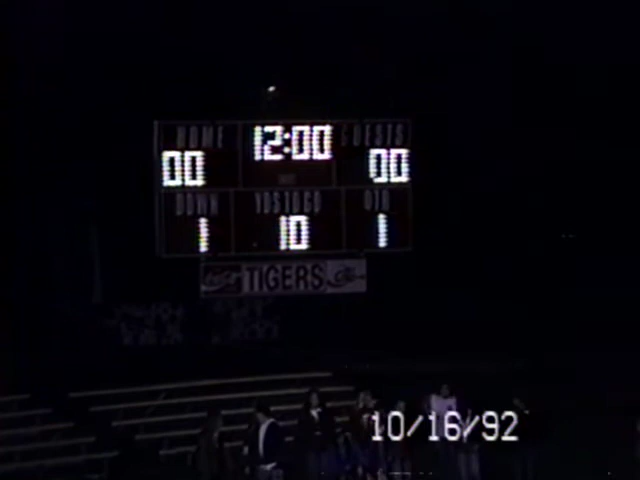 HOME 12:00 GUESTS
00 00
DOWN YDS TO GO QTR
1 10 1
TIGERS
10/16/92